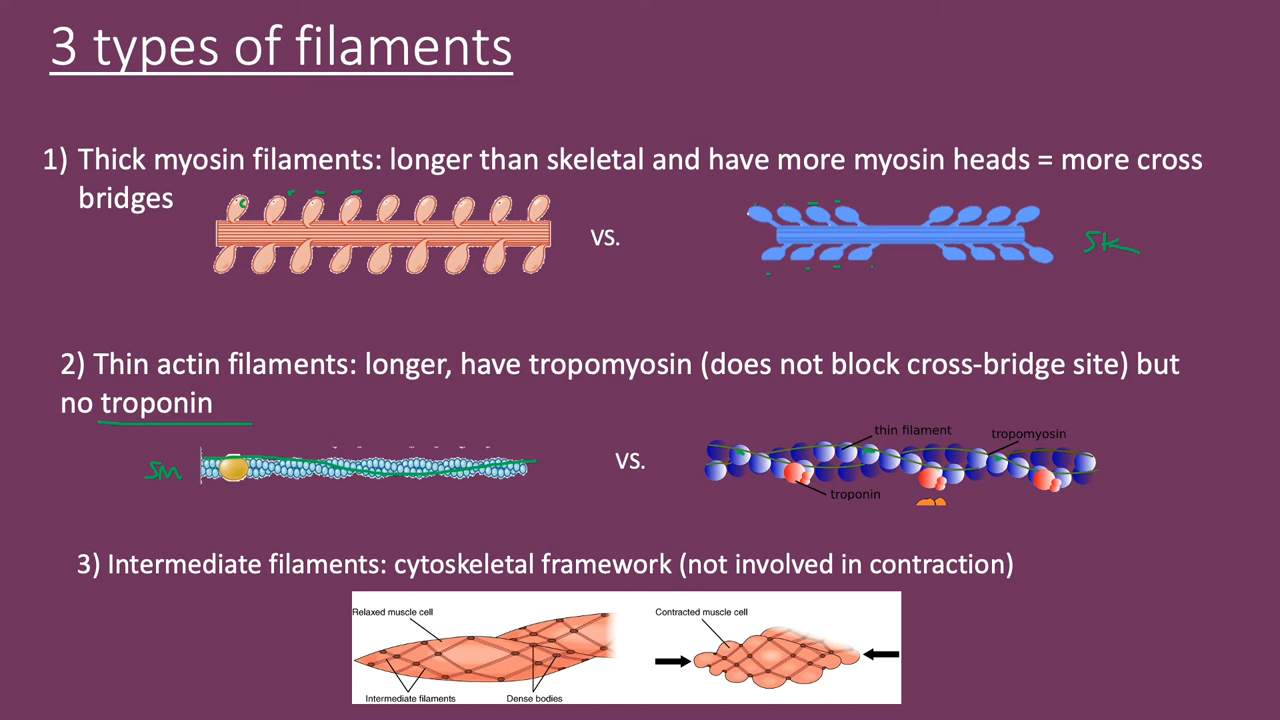 3 types of filaments
1) Thick myosin filaments: longer than skeletal and have more myosin heads = more cross
bridges
vs.
SK
2) Thin actin filaments: longer, have tropomyosin (does not block cross-bridge site) but
no troponin
thin filament
tropomyosin
SM
vs.
troponin
3) Intermediate filaments: cytoskeletal framework (not involved in contraction)
Relaxed muscle cell
Contracted muscle cell
Intermediate filaments
Dense bodies